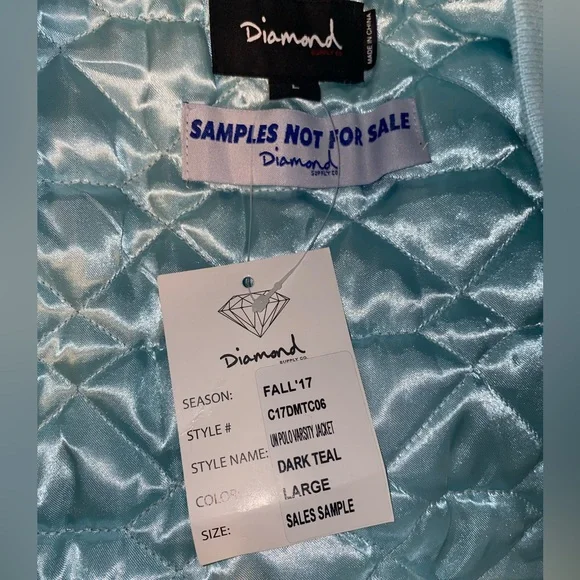 Diamond
SUPPLY CO.
MADE IN CHINA
L
SAMPLES NOT FOR SALE
Diamond
SUPPLY CO.
Diamond
SUPPLY CO.
SEASON: FALL'17
STYLE # C17DMTC06
STYLE NAME: UN POLO VARSITY JACKET
COLOR: DARK TEAL
SIZE: LARGE
SALES SAMPLE